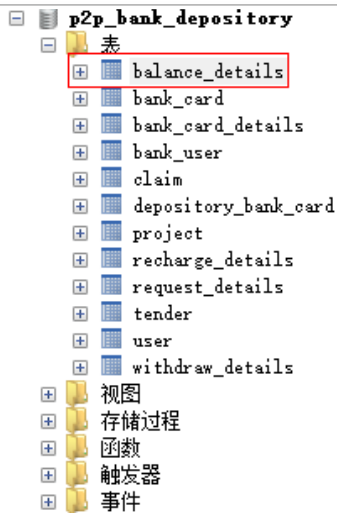 p2p_bank_depository
表
balance_details
bank_card
bank_card_details
bank_user
claim
depository_bank_card
project
recharge_details
request_details
tender
user
withdraw_details
视图
存储过程
函数
触发器
事件